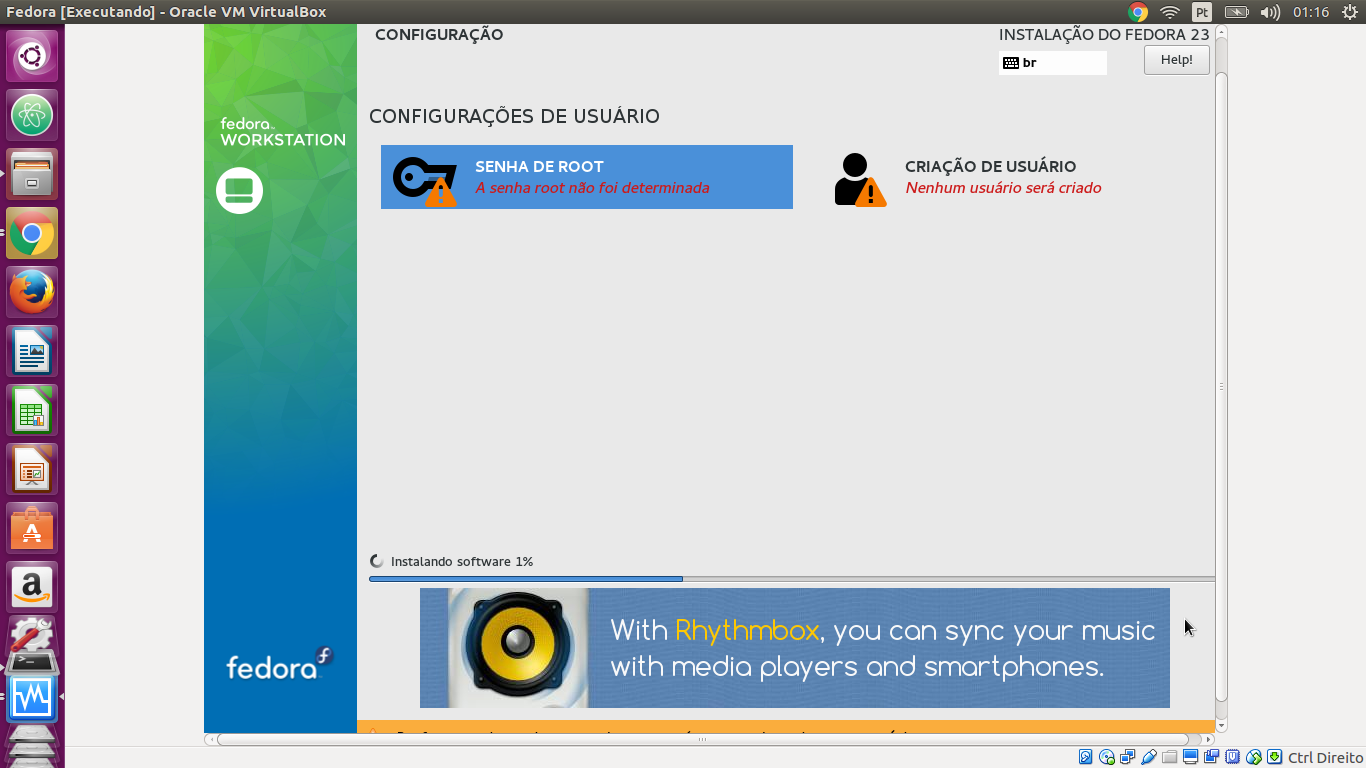 Fedora [Executando] - Oracle VM VirtualBox
Pt
01:16
CONFIGURAÇÃO
INSTALAÇÃO DO FEDORA 23
br
Help!
fedora
WORKSTATION
CONFIGURAÇÕES DE USUÁRIO
SENHA DE ROOT
A senha root não foi determinada
CRIAÇÃO DE USUÁRIO
Nenhum usuário será criado
Instalando software 1%
With Rhythmbox, you can sync your music
with media players and smartphones.
fedora
Ctrl Direito